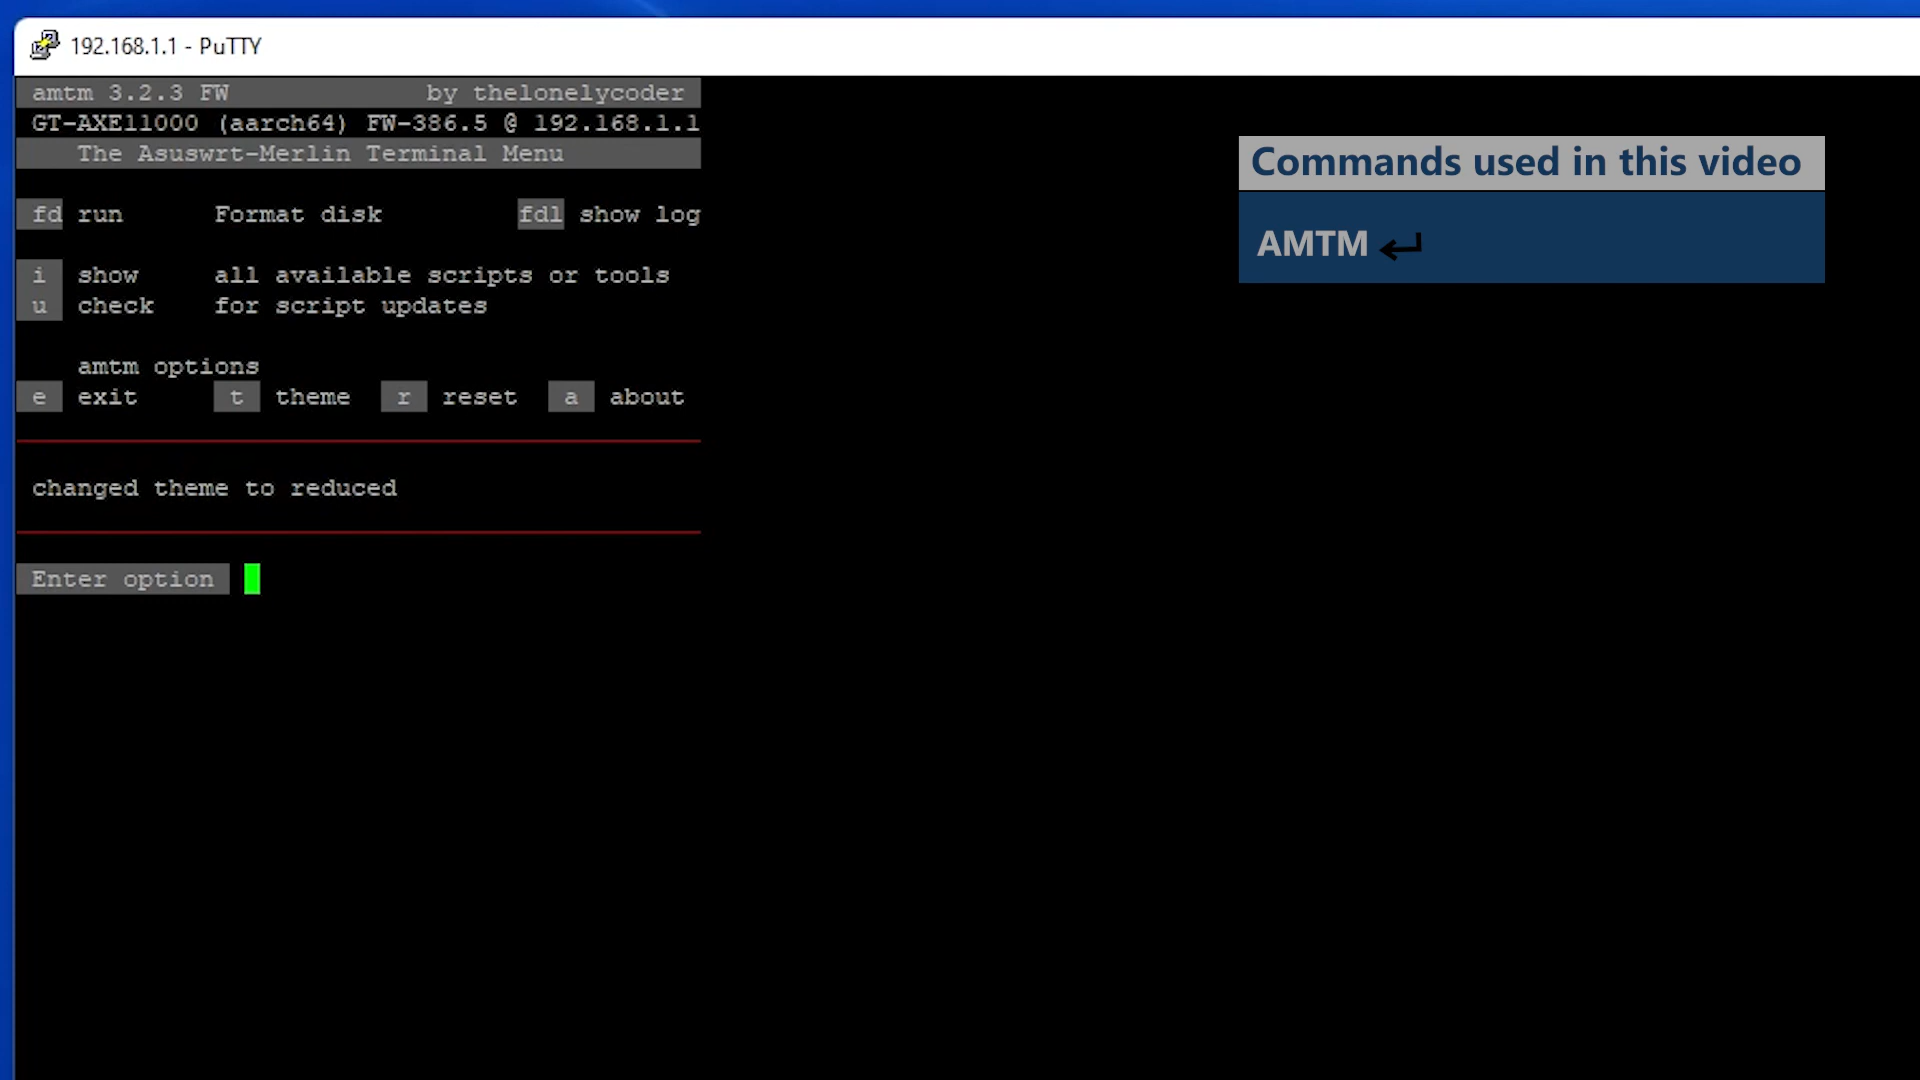 192.168.1.1 - PuTTY
amtm 3.2.3 FW by thelonelycoder
GT-AXE11000 (aarch64) FW-386.5 @ 192.168.1.1
The Asuswrt-Merlin Terminal Menu
fd run Format disk fdl show log
i show all available scripts or tools
u check for script updates
amtm options
e exit t theme r reset a about
changed theme to reduced
Enter option
Commands used in this video
AMTM